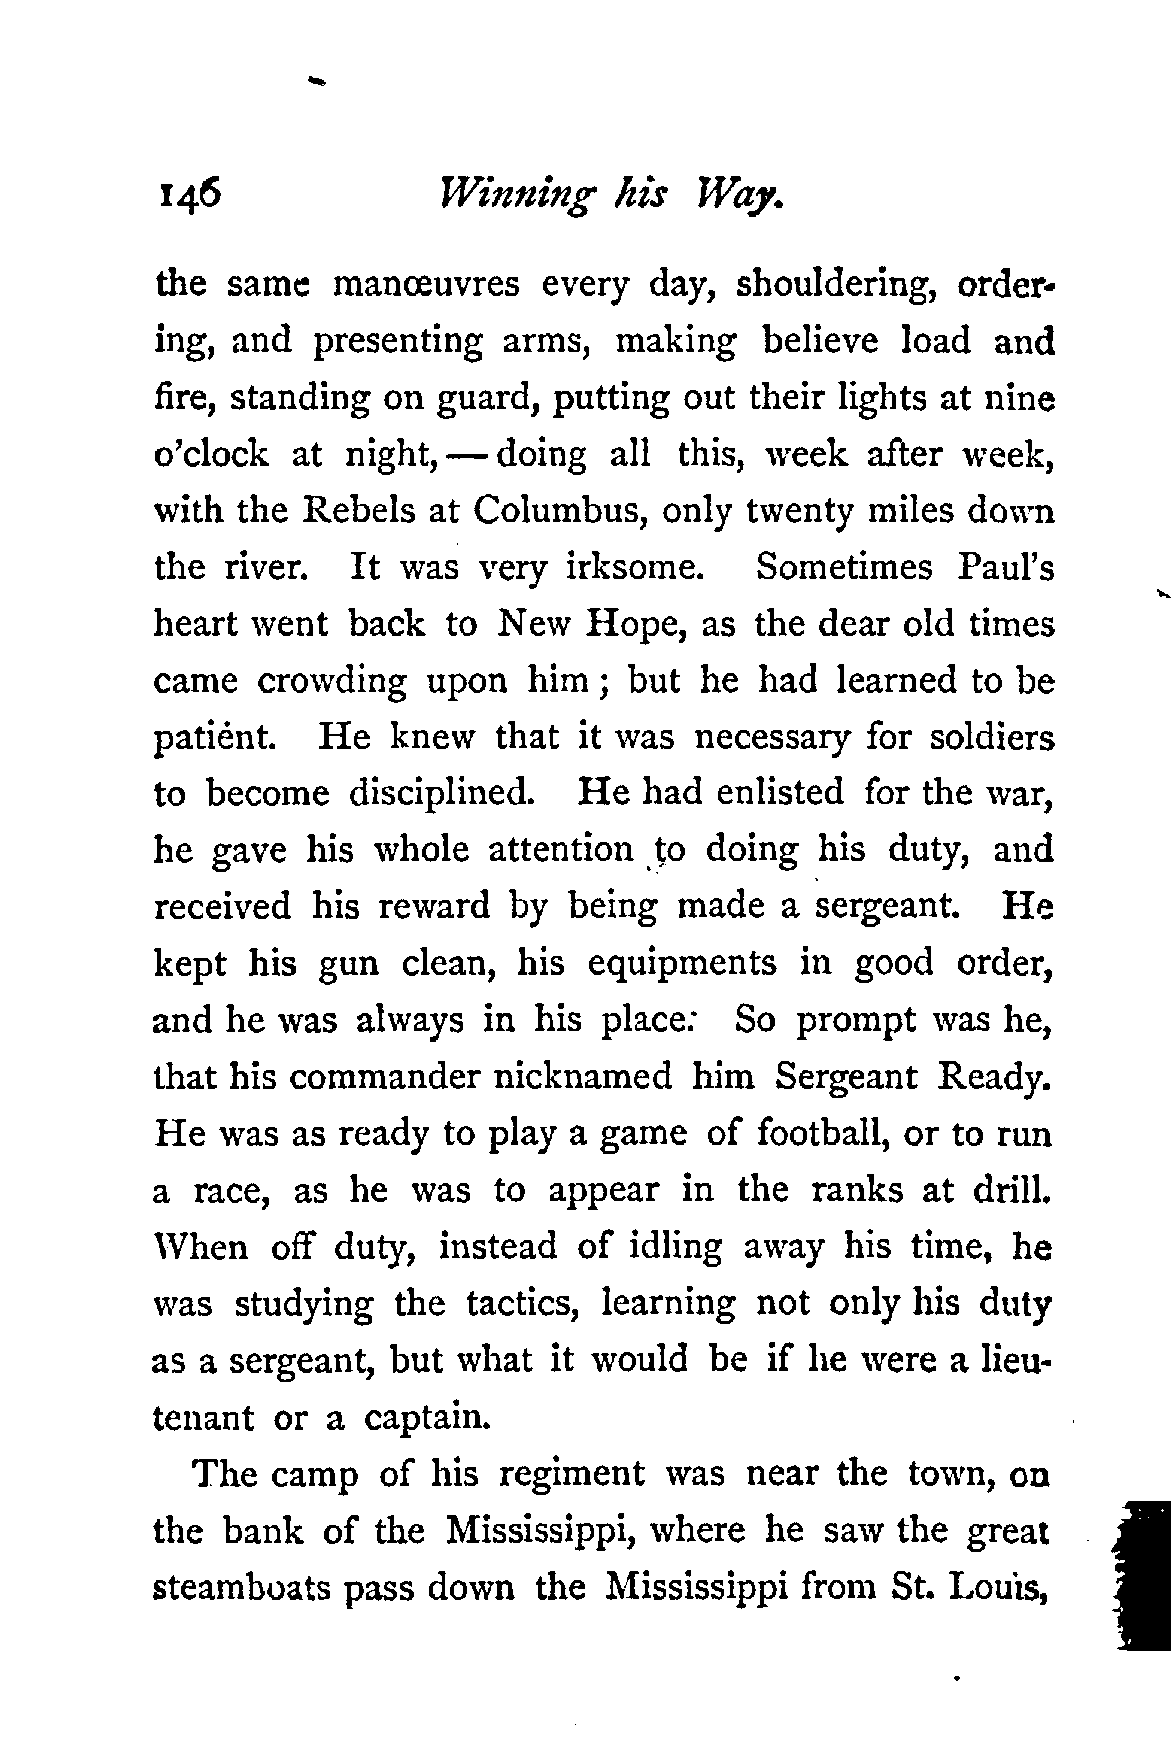 146 Winning his Way.
the same manœuvres every day, shouldering, order-
ing, and presenting arms, making believe load and
fire, standing on guard, putting out their lights at nine
o'clock at night, — doing all this, week after week,
with the Rebels at Columbus, only twenty miles down
the river. It was very irksome. Sometimes Paul's
heart went back to New Hope, as the dear old times
came crowding upon him ; but he had learned to be
patient. He knew that it was necessary for soldiers
to become disciplined. He had enlisted for the war,
he gave his whole attention to doing his duty, and
received his reward by being made a sergeant. He
kept his gun clean, his equipments in good order,
and he was always in his place. So prompt was he,
that his commander nicknamed him Sergeant Ready.
He was as ready to play a game of football, or to run
a race, as he was to appear in the ranks at drill.
When off duty, instead of idling away his time, he
was studying the tactics, learning not only his duty
as a sergeant, but what it would be if he were a lieu-
tenant or a captain.
The camp of his regiment was near the town, on
the bank of the Mississippi, where he saw the great
steamboats pass down the Mississippi from St. Louis,